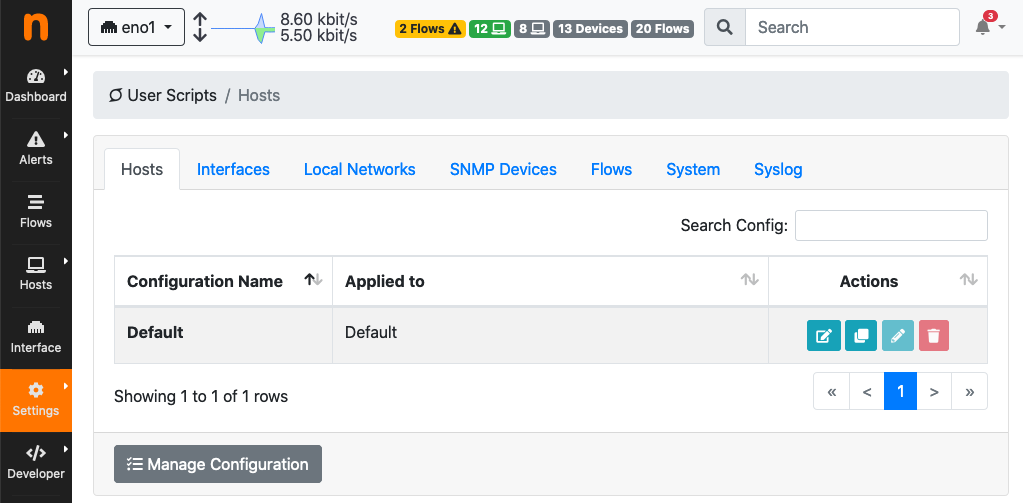 n
eno1
8.60 kbit/s
5.50 kbit/s
2 Flows
12
8
13 Devices
20 Flows
Search
3
Dashboard
Alerts
Flows
Hosts
Interface
Settings
Developer
User Scripts / Hosts
Hosts Interfaces Local Networks SNMP Devices Flows System Syslog
Search Config:
Configuration Name Applied to Actions
Default Default
Showing 1 to 1 of 1 rows
« < 1 > »
Manage Configuration